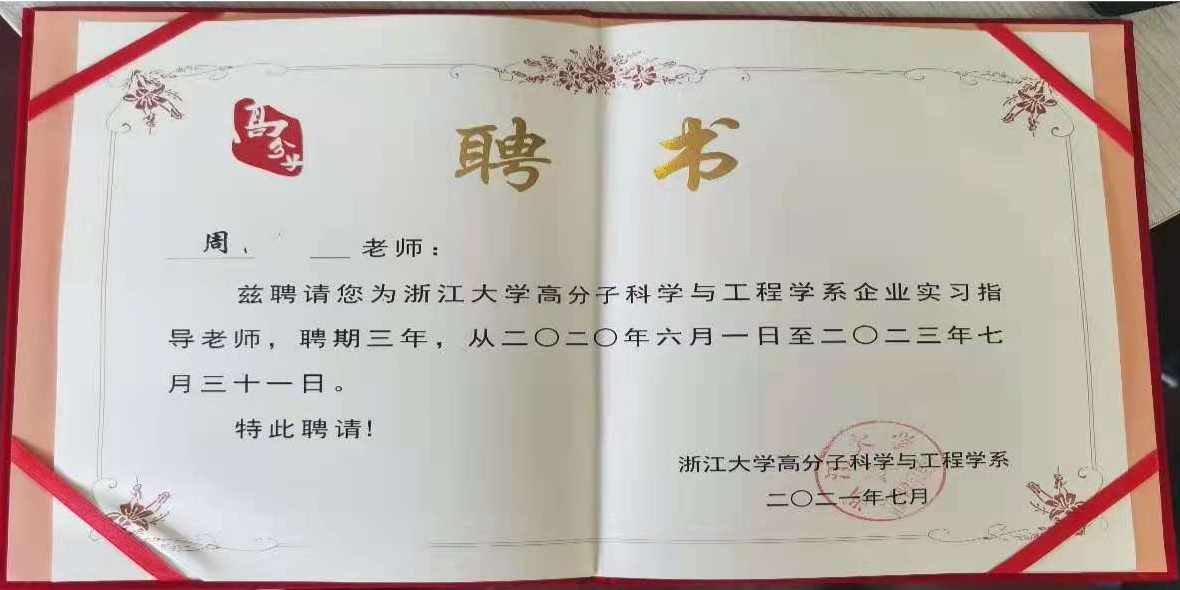 高分子
聘书
周、 老师：
兹聘请您为浙江大学高分子科学与工程学系企业实习指
导老师，聘期三年，从二〇二〇年六月一日至二〇二三年七
月三十一日。
特此聘请!
浙江大学高分子科学与工程学系
二〇二一年七月